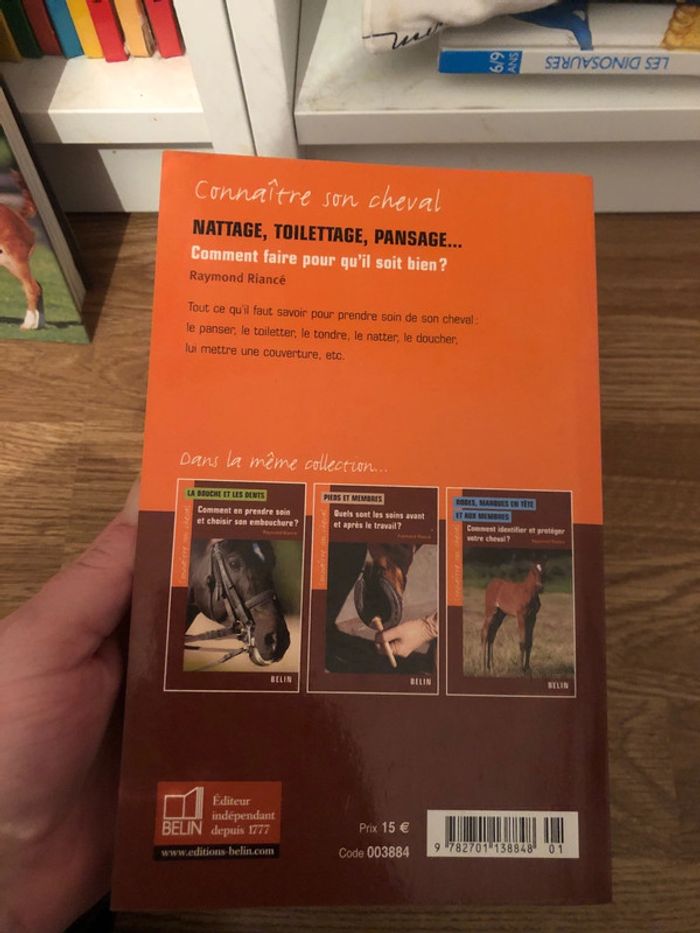 6/9
ANS
LES DINOSAURES
Connaître son cheval
NATTAGE, TOILETTAGE, PANSAGE...
Comment faire pour qu'il soit bien ?
Raymond Riancé
Tout ce qu'il faut savoir pour prendre soin de son cheval :
le panser, le toiletter, le tondre, le natter, le doucher,
lui mettre une couverture, etc.
Dans la même collection...
LA BOUCHE ET LES DENTS
Comment en prendre soin
et choisir son embouchure ?
Raymond Riancé
BELIN
PIEDS ET MEMBRES
Quels sont les soins avant
et après le travail ?
Raymond Riancé
BELIN
ROBES, MARQUES EN TÊTE
ET AUX MEMBRES
Comment identifier et protéger
votre cheval ?
BELIN
BELIN
Éditeur
indépendant
depuis 1777
www.editions-belin.com
Prix 15 €
Code 003884
9 782701 138848 01